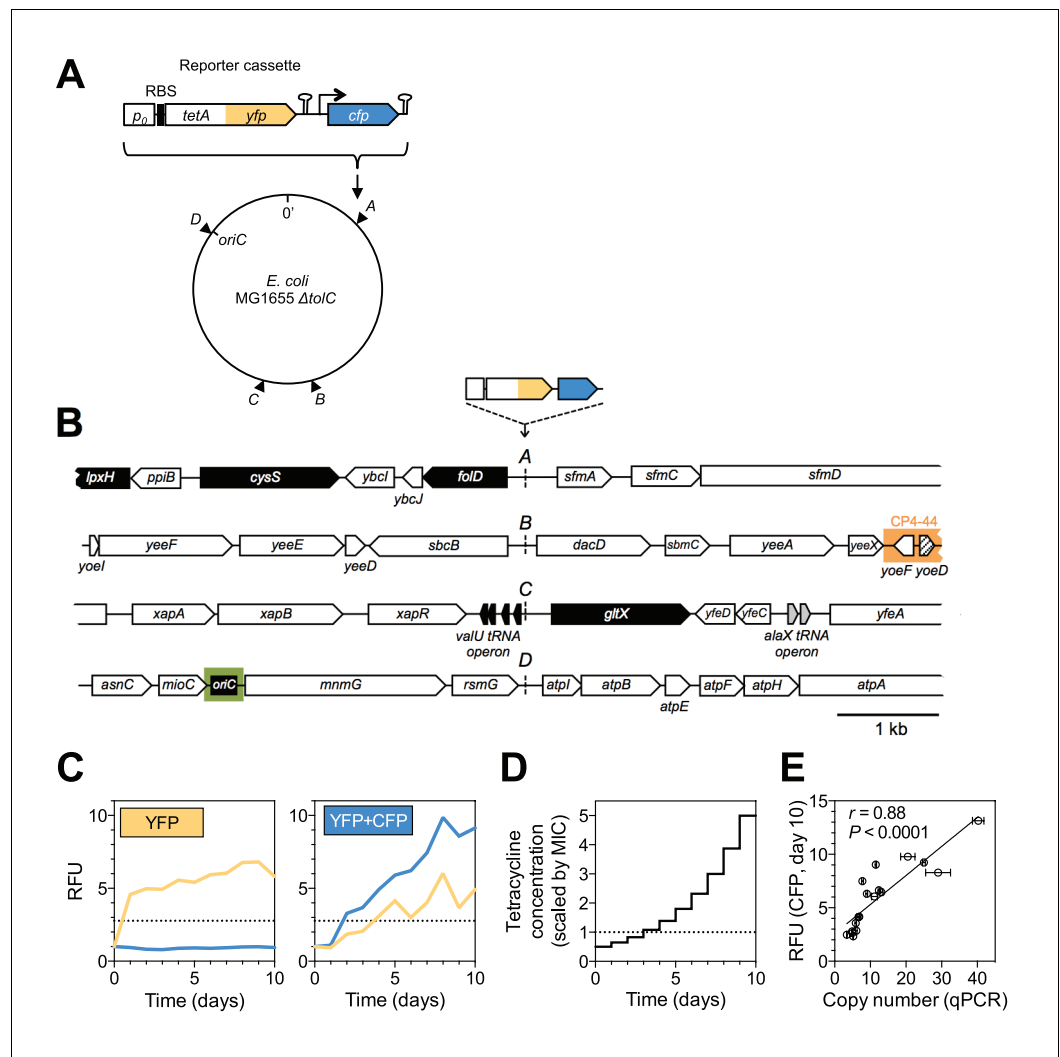 A
Reporter cassette
RBS
p0 tetA yfp cfp
D 0' A
oriC
E. coli
MG1655 ΔtolC
C B
B
A
lpxH ppiB cysS ybcI folD sfmA sfmC sfmD
ybcJ
B
CP4-44
yeeF yeeE sbcB dacD sbmC yeeA yeeX
yoeI yeeD yoeF yoeD
C
xapA xapB xapR gltX yfeD yfeC yfeA
valU tRNA alaX tRNA
operon operon
D
asnC mioC oriC mnmG rsmG atpI atpB atpF atpH atpA
atpE
1 kb
C
YFP YFP+CFP
RFU
10
5
0
0 5 10
Time (days)
10
5
0
0 5 10
Time (days)
D
Tetracycline
concentration
(scaled by MIC)
5
4
3
2
1
0
0 5 10
Time (days)
E
RFU (CFP, day 10)
r = 0.88
P < 0.0001
15
10
5
0
0 10 20 30 40
Copy number (qPCR)